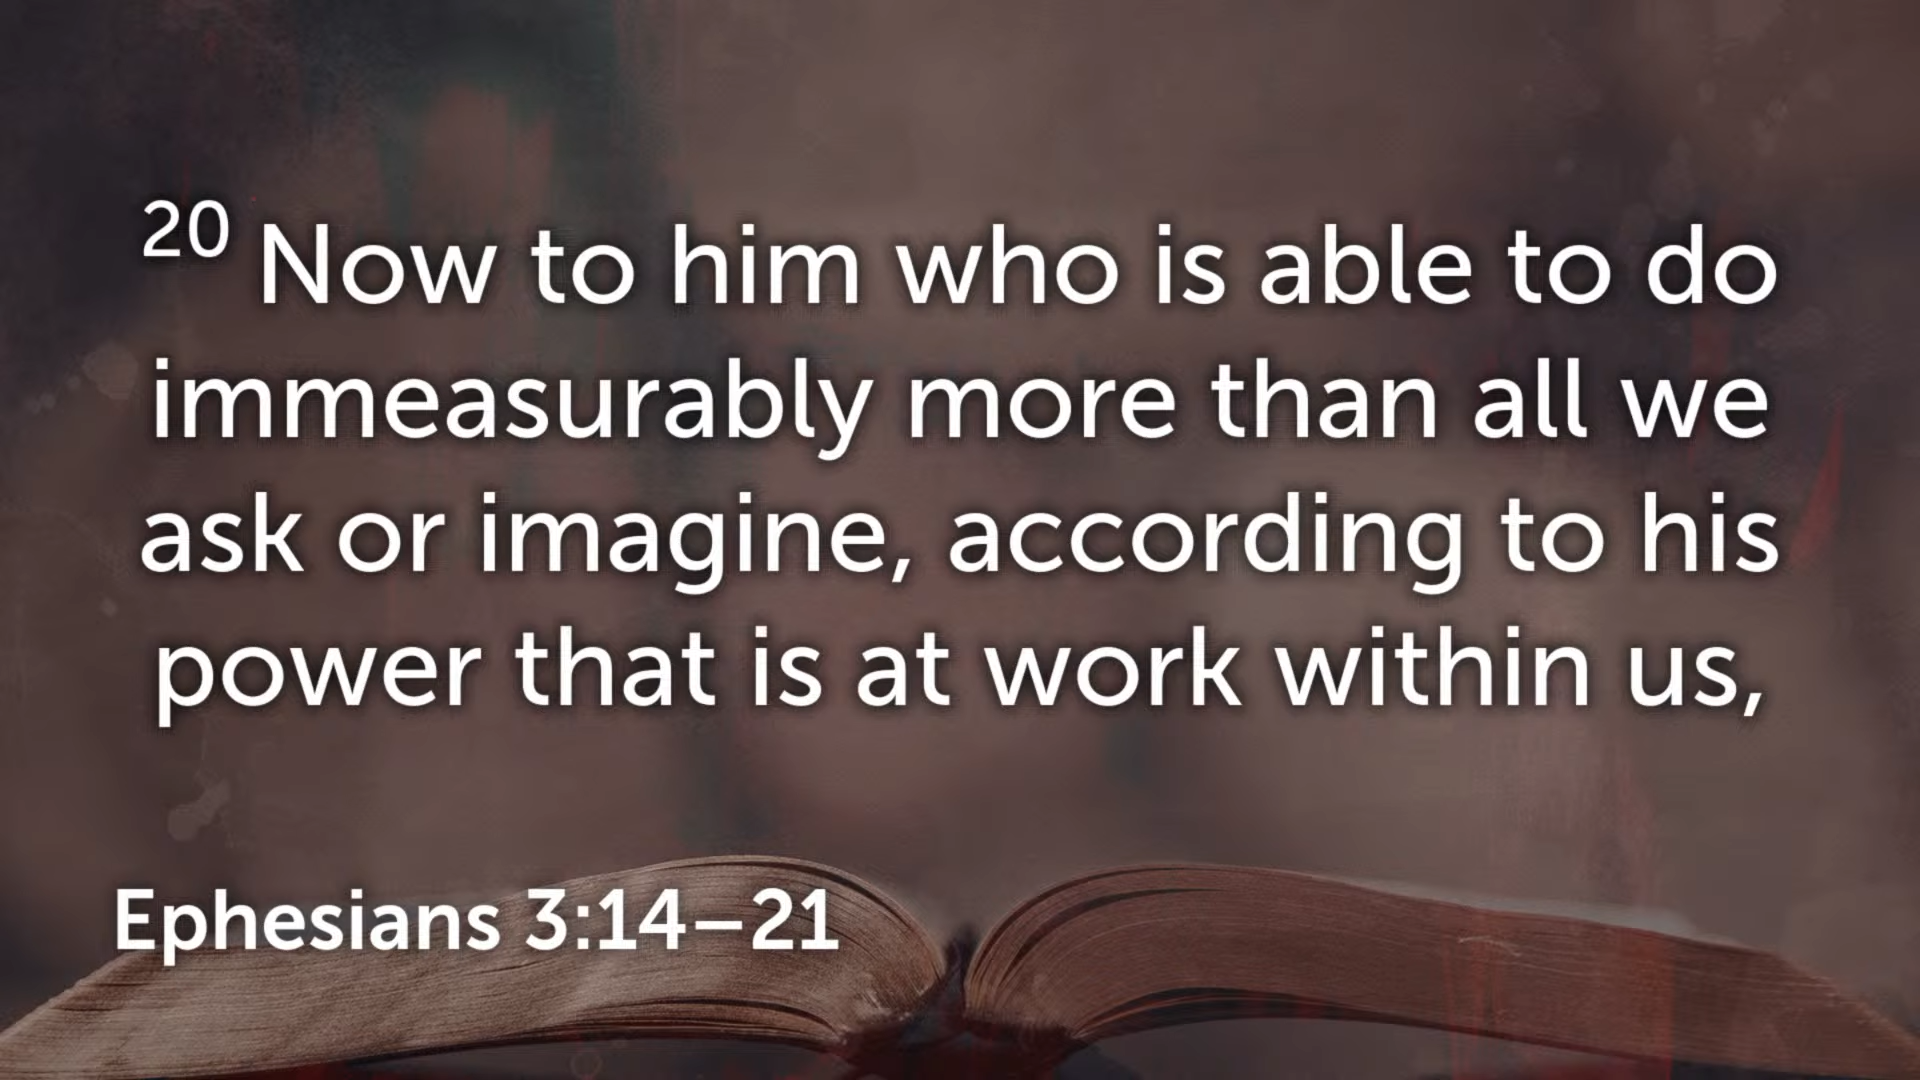 20 Now to him who is able to do
immeasurably more than all we
ask or imagine, according to his
power that is at work within us,
Ephesians 3:14–21